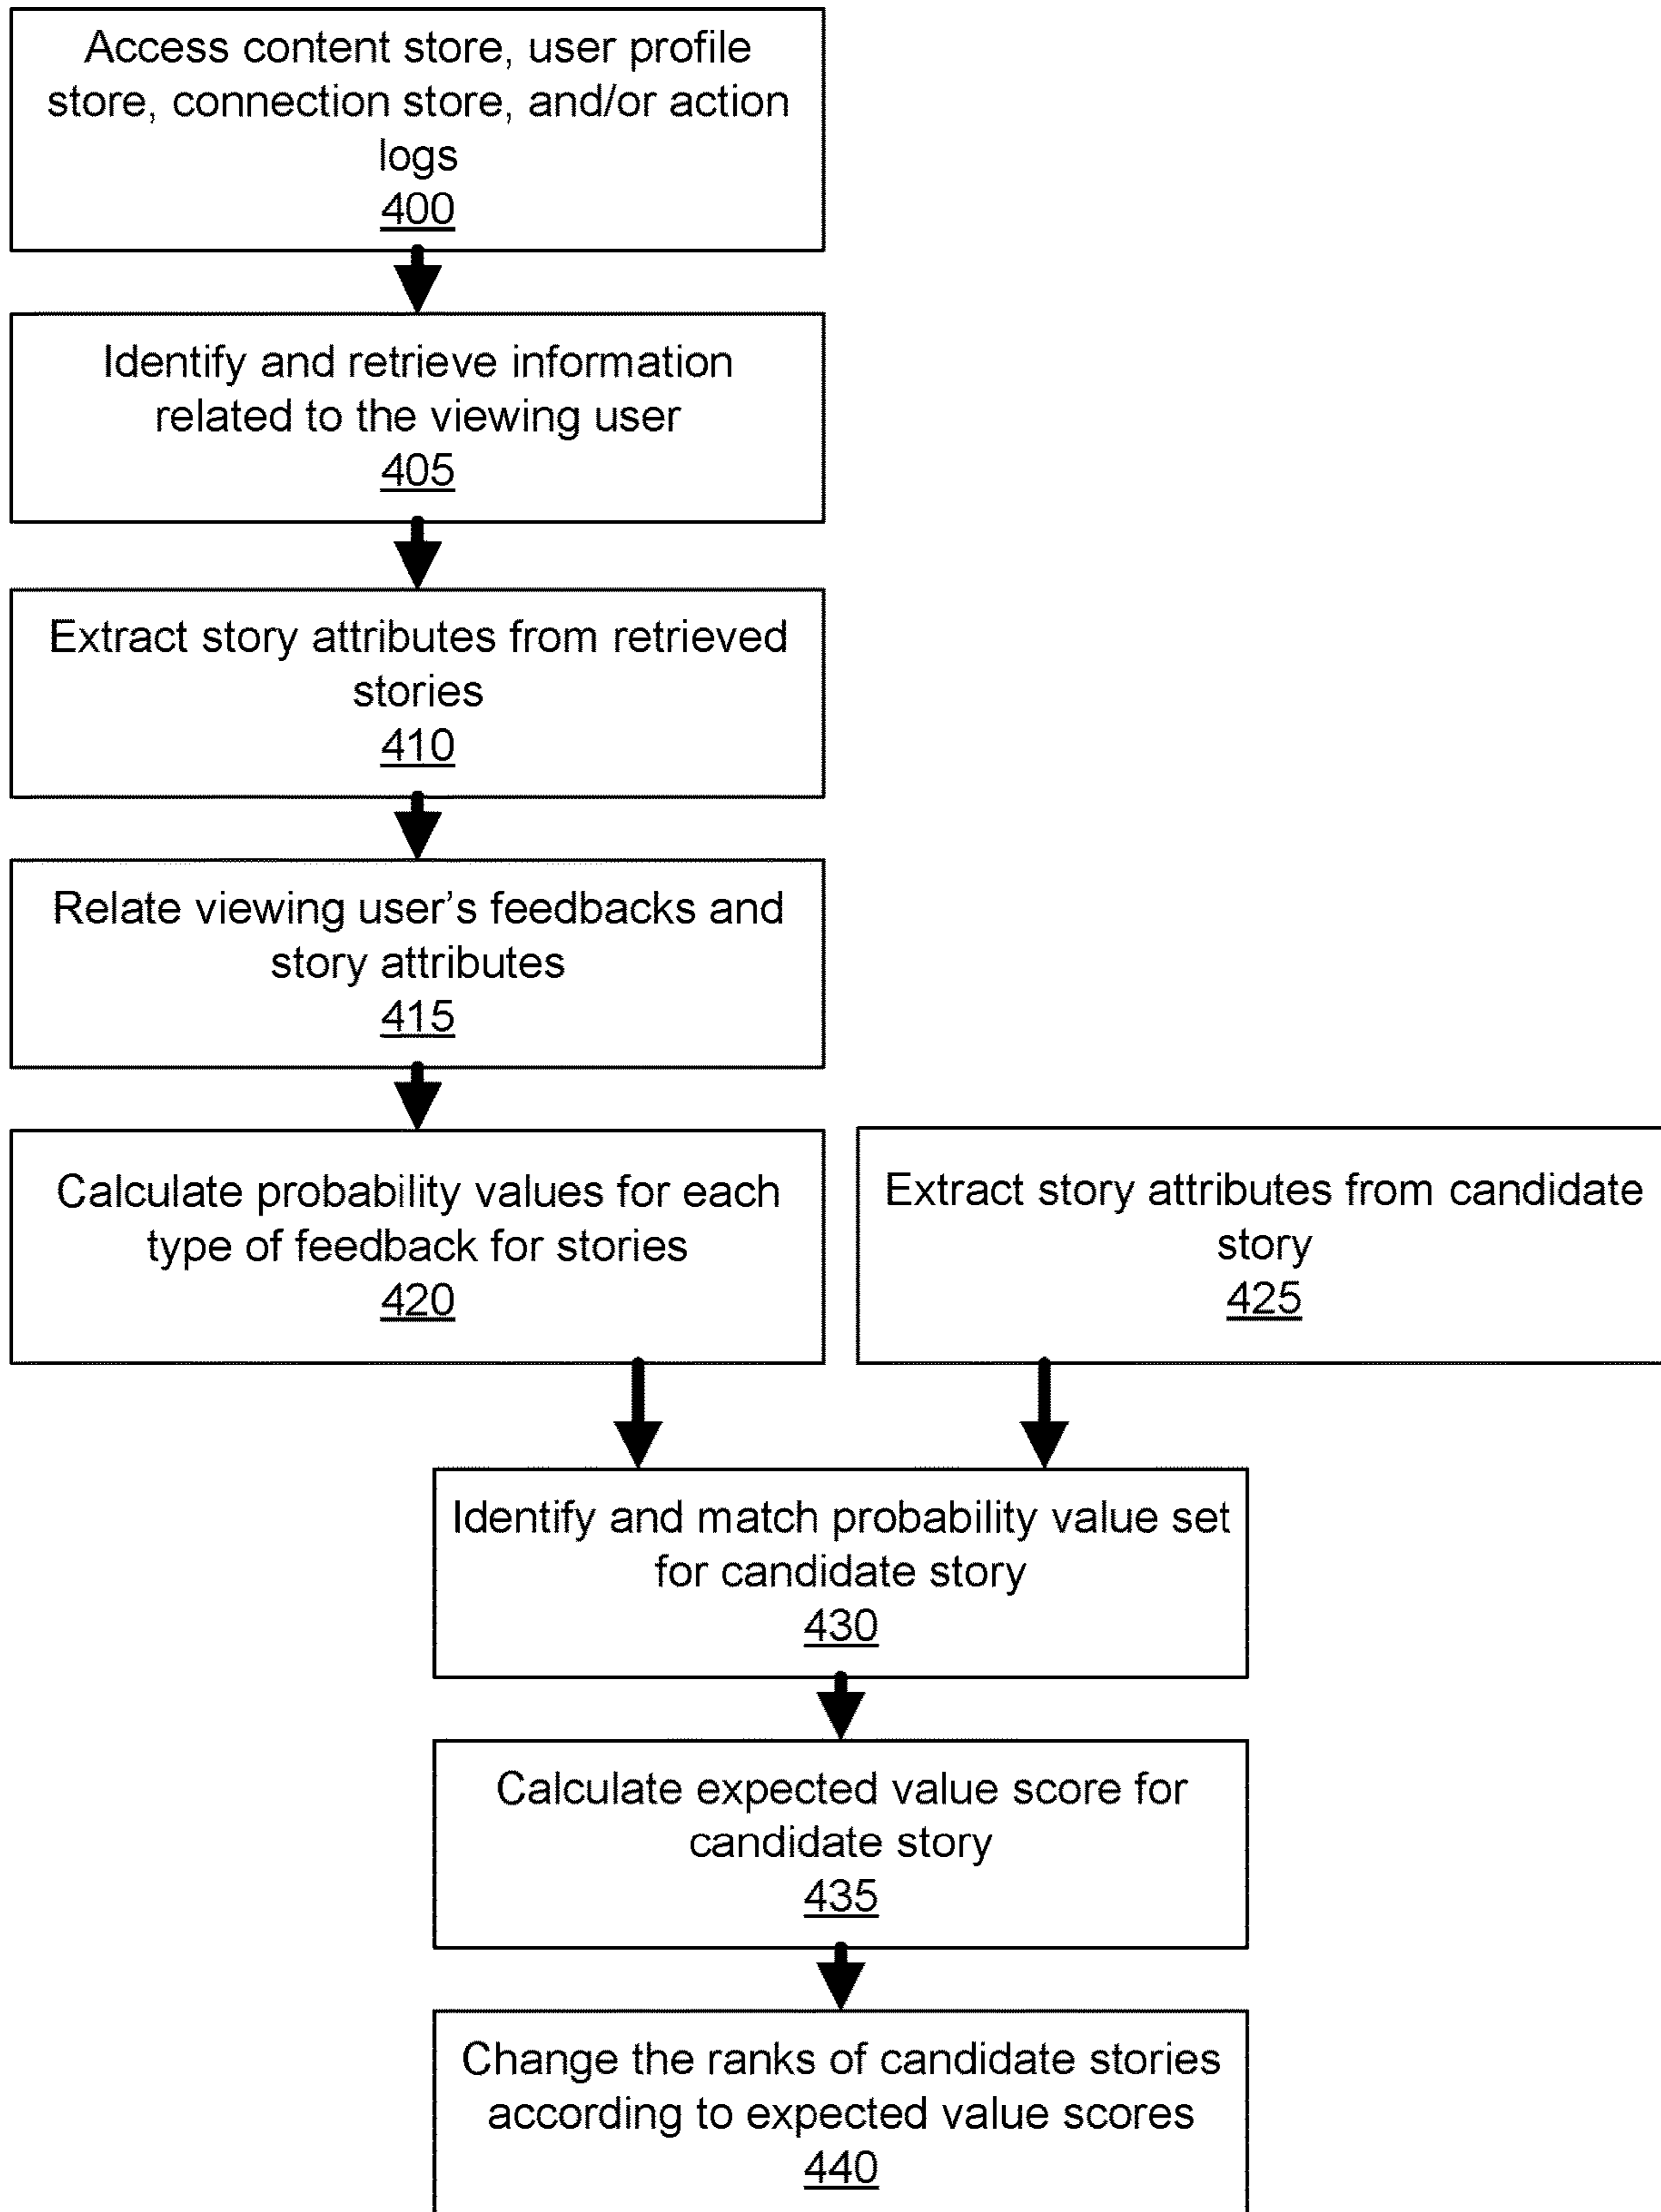 Access content store, user profile
store, connection store, and/or action
logs
400
Identify and retrieve information
related to the viewing user
405
Extract story attributes from retrieved
stories
410
Relate viewing user’s feedbacks and
story attributes
415
Calculate probability values for each
type of feedback for stories
420
Extract story attributes from candidate
story
425
Identify and match probability value set
for candidate story
430
Calculate expected value score for
candidate story
435
Change the ranks of candidate stories
according to expected value scores
440